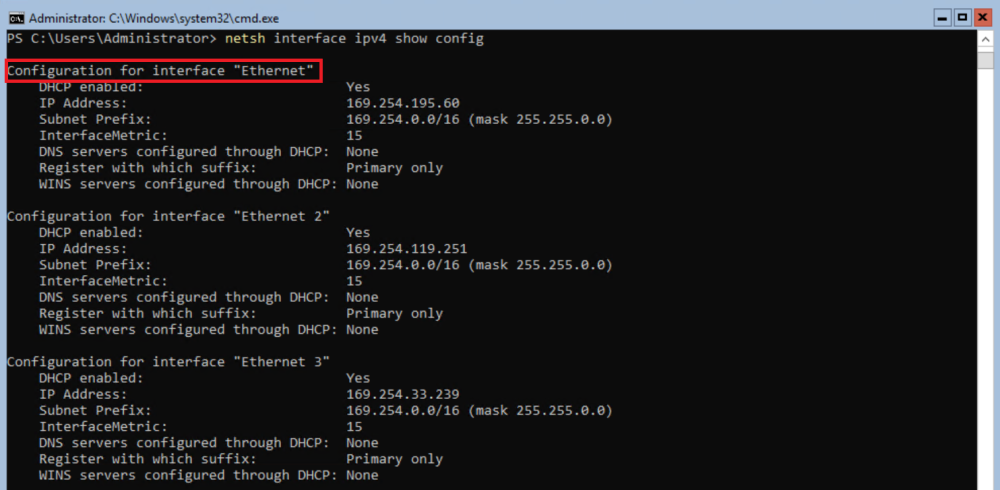 Administrator: C:\Windows\system32\cmd.exe
PS C:\Users\Administrator> netsh interface ipv4 show config
Configuration for interface "Ethernet"
DHCP enabled: Yes
IP Address: 169.254.195.60
Subnet Prefix: 169.254.0.0/16 (mask 255.255.0.0)
InterfaceMetric: 15
DNS servers configured through DHCP: None
Register with which suffix: Primary only
WINS servers configured through DHCP: None
Configuration for interface "Ethernet 2"
DHCP enabled: Yes
IP Address: 169.254.119.251
Subnet Prefix: 169.254.0.0/16 (mask 255.255.0.0)
InterfaceMetric: 15
DNS servers configured through DHCP: None
Register with which suffix: Primary only
WINS servers configured through DHCP: None
Configuration for interface "Ethernet 3"
DHCP enabled: Yes
IP Address: 169.254.33.239
Subnet Prefix: 169.254.0.0/16 (mask 255.255.0.0)
InterfaceMetric: 15
DNS servers configured through DHCP: None
Register with which suffix: Primary only
WINS servers configured through DHCP: None